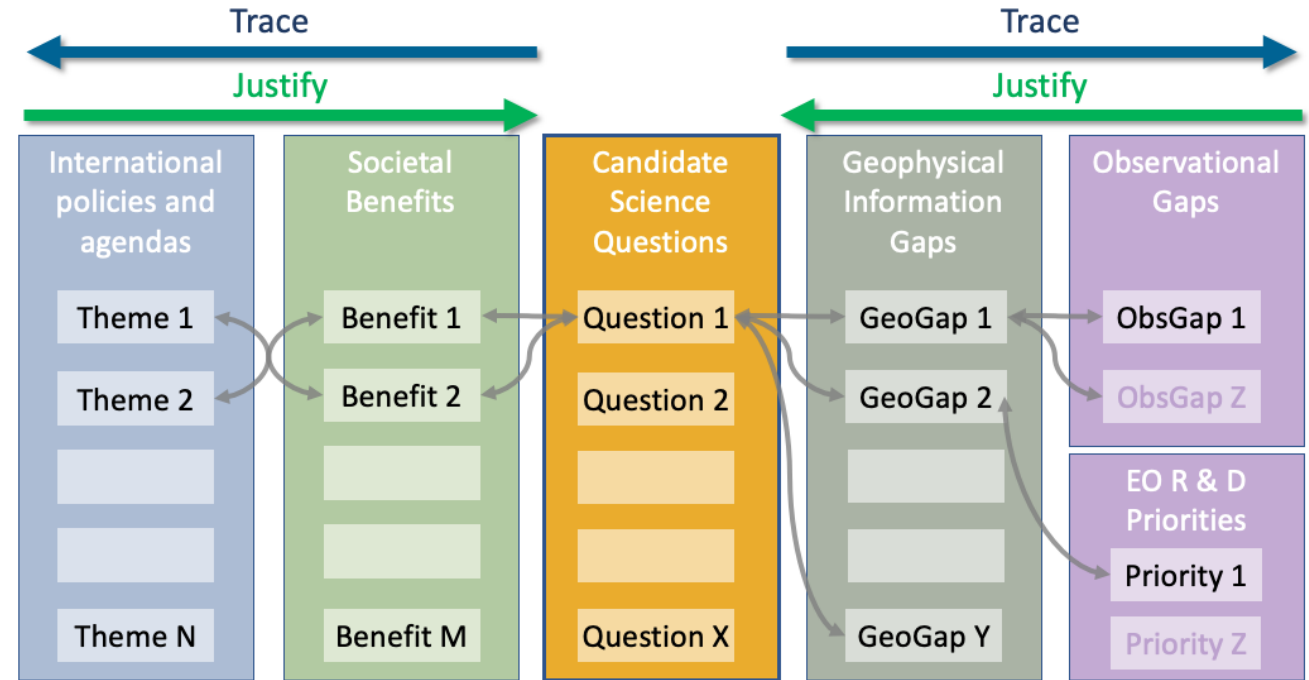 Trace
Trace
Justify
Justify
International
policies and
agendas
Theme 1
Theme 2
Theme N
Societal
Benefits
Benefit 1
Benefit 2
Benefit M
Candidate
Science
Questions
Question 1
Question 2
Question X
Geophysical
Information
Gaps
GeoGap 1
GeoGap 2
GeoGap Y
Observational
Gaps
ObsGap 1
ObsGap Z
EO R & D
Priorities
Priority 1
Priority Z